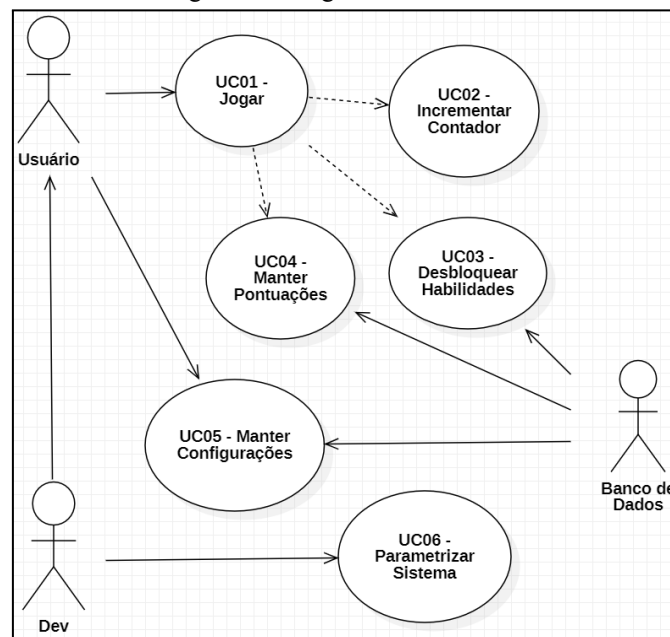 UC01 -
Jogar
UC02 -
Incrementar
Contador
Usuário
UC04 -
Manter
Pontuações
UC03 -
Desbloquear
Habilidades
UC05 - Manter
Configurações
Banco de
Dados
UC06 -
Parametrizar
Sistema
Dev